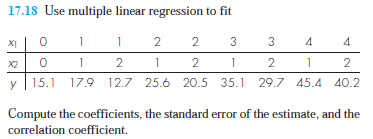 17.18 Use multiple linear regression to fit
x₁ 0 1 1 2 2 3 3 4 4
x₂ 0 1 2 1 2 1 2 1 2
y 15.1 17.9 12.7 25.6 20.5 35.1 29.7 45.4 40.2
Compute the coefficients, the standard error of the estimate, and the
correlation coefficient.